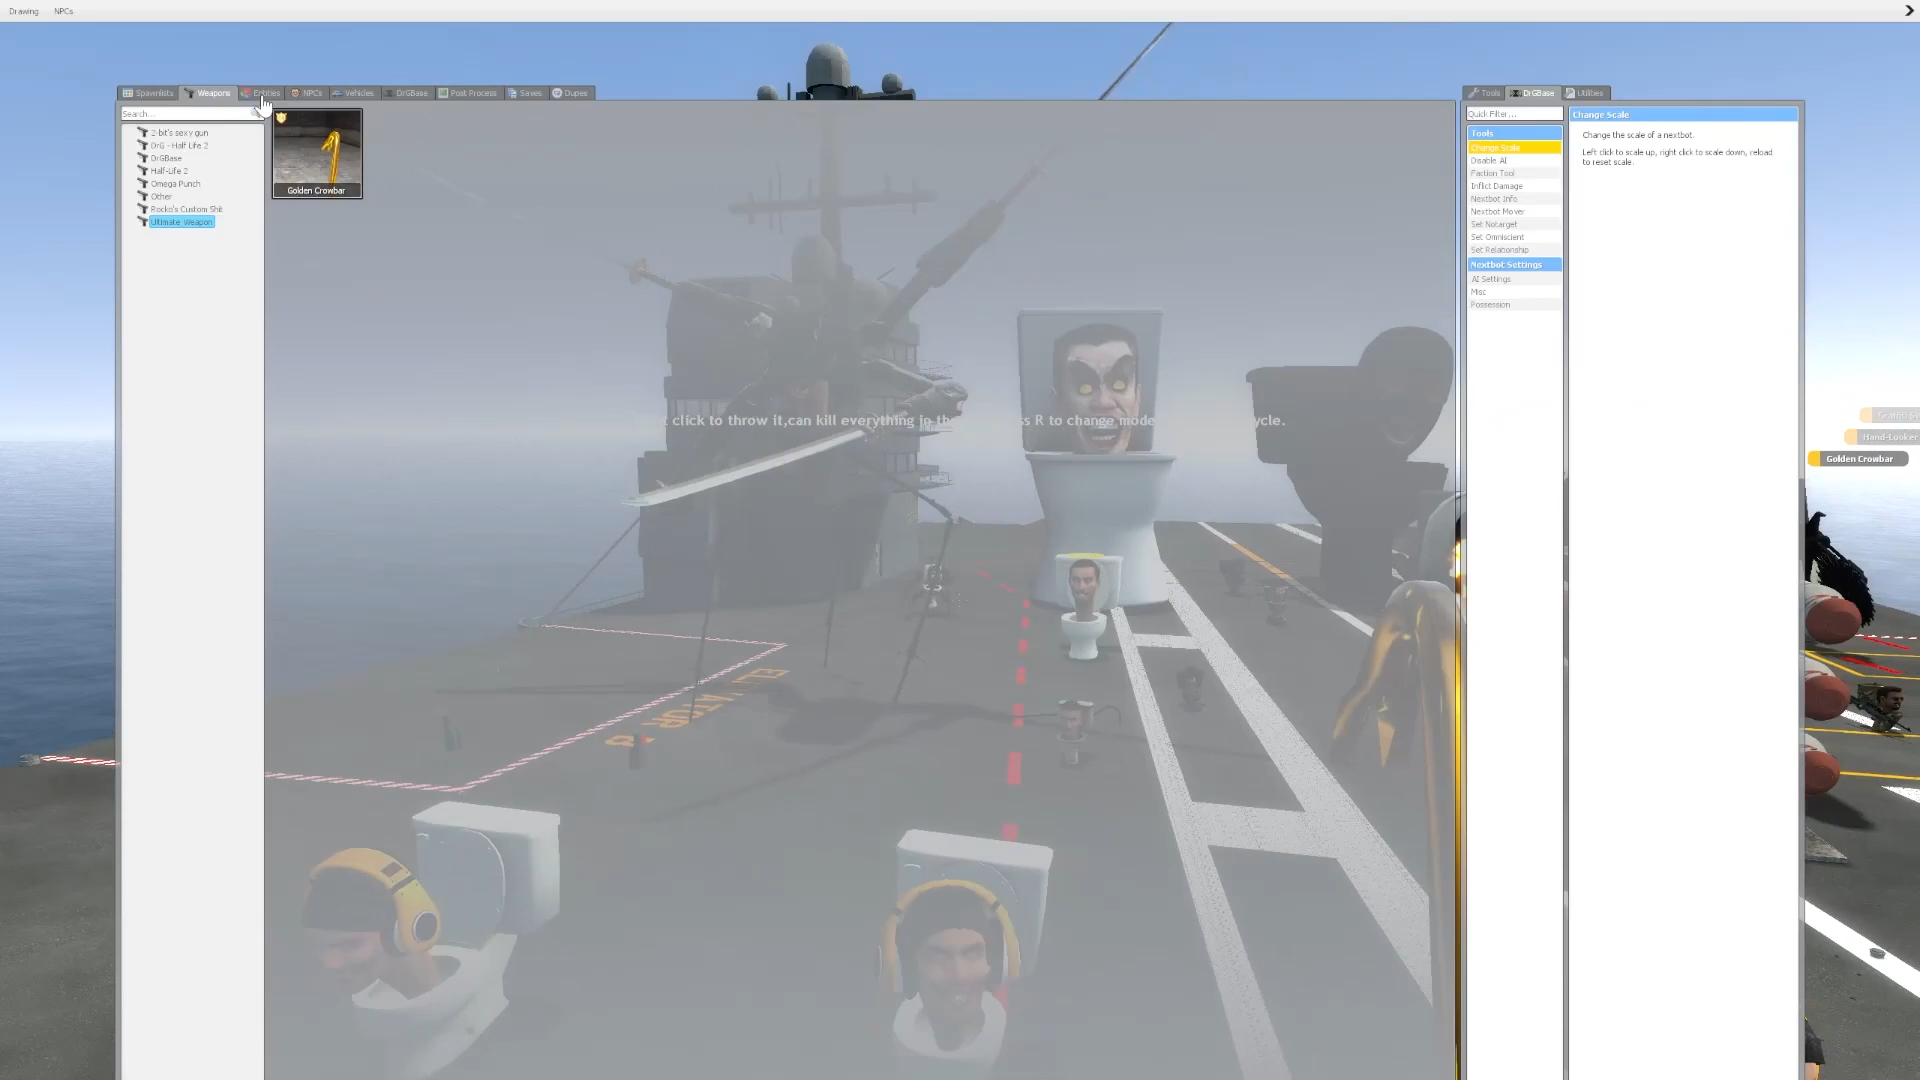 Drawing NPCs
Spawnlists Weapons Entities NPCs Vehicles DrGBase Post Process Saves Dupes
Search...
2-bit's sexy gun
DrG - Half Life 2
DrGBase
Half-Life 2
Omega Punch
Other
Rocko's Custom Shit
Ultimate Weapon
Golden Crowbar
click to throw it,can kill everything in th
R to change mode
ycle.
ELEVATOR
Tools DrGBase Utilities
Quick Filter...
Tools
Change Scale
Disable AI
Faction Tool
Inflict Damage
Nextbot Info
Nextbot Mover
Set Notarget
Set Omniscient
Set Relationship
Nextbot Settings
AI Settings
Misc
Possession
Change Scale
Change the scale of a nextbot.
Left click to scale up, right click to scale down, reload
to reset scale.
Hand-Looker
Golden Crowbar